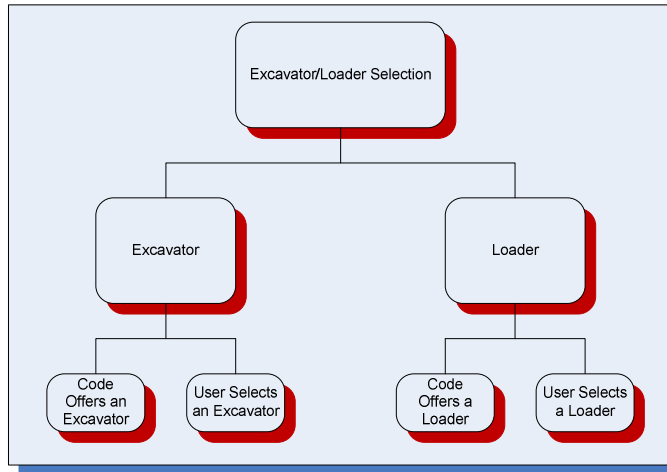 Excavator/Loader Selection
Excavator
Loader
Code
Offers an
Excavator
User Selects
an Excavator
Code
Offers a
Loader
User Selects
a Loader